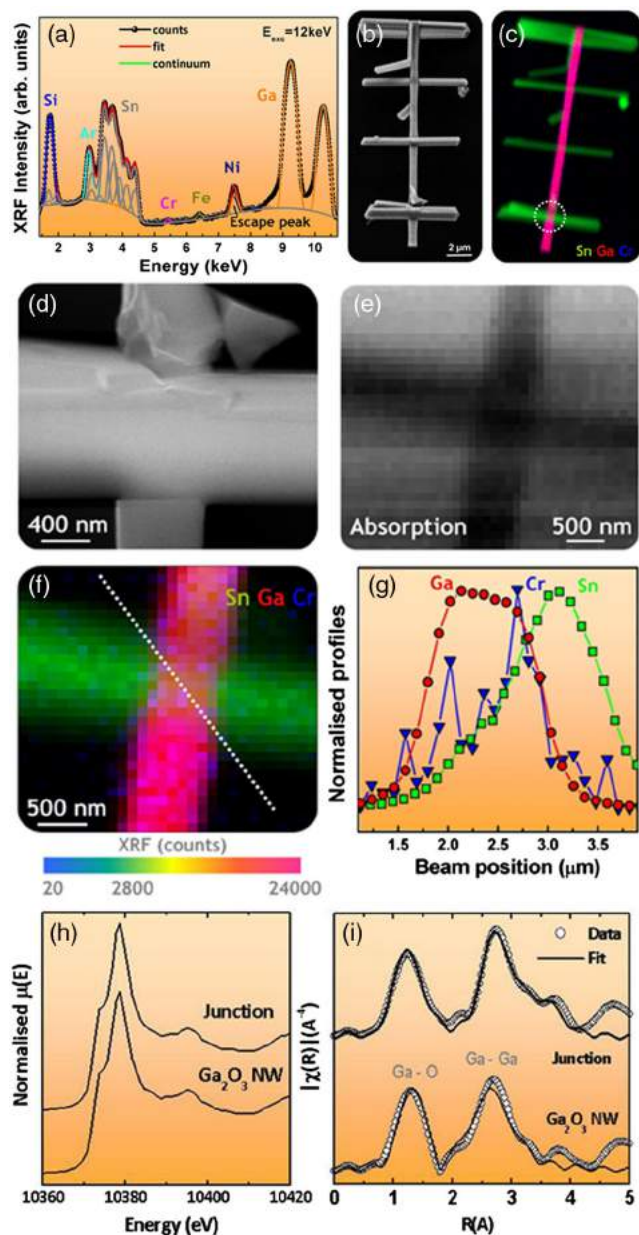 (a)
counts
fit
continuum
E_exo=12keV
Si
Ar
Sn
Cr
Fe
Ni
Ga
Escape peak
XRF Intensity (arb. units)
2 3 4 5 6 7 8 9 10
Energy (keV)
(b)
2 µm
(c)
Sn Ga Cr
(d)
400 nm
(e)
Absorption
500 nm
(f)
Sn Ga Cr
500 nm
XRF (counts)
20 2800 24000
(g)
Ga
Cr
Sn
Normalised profiles
1.5 2.0 2.5 3.0 3.5
Beam position (µm)
(h)
Junction
Ga₂O₃ NW
Normalised µ(E)
10360 10380 10400 10420
Energy (eV)
(i)
Data
Fit
Ga - O
Ga - Ga
Junction
Ga₂O₃ NW
|χ(R)|(A⁻⁴)
0 1 2 3 4 5
R(A)